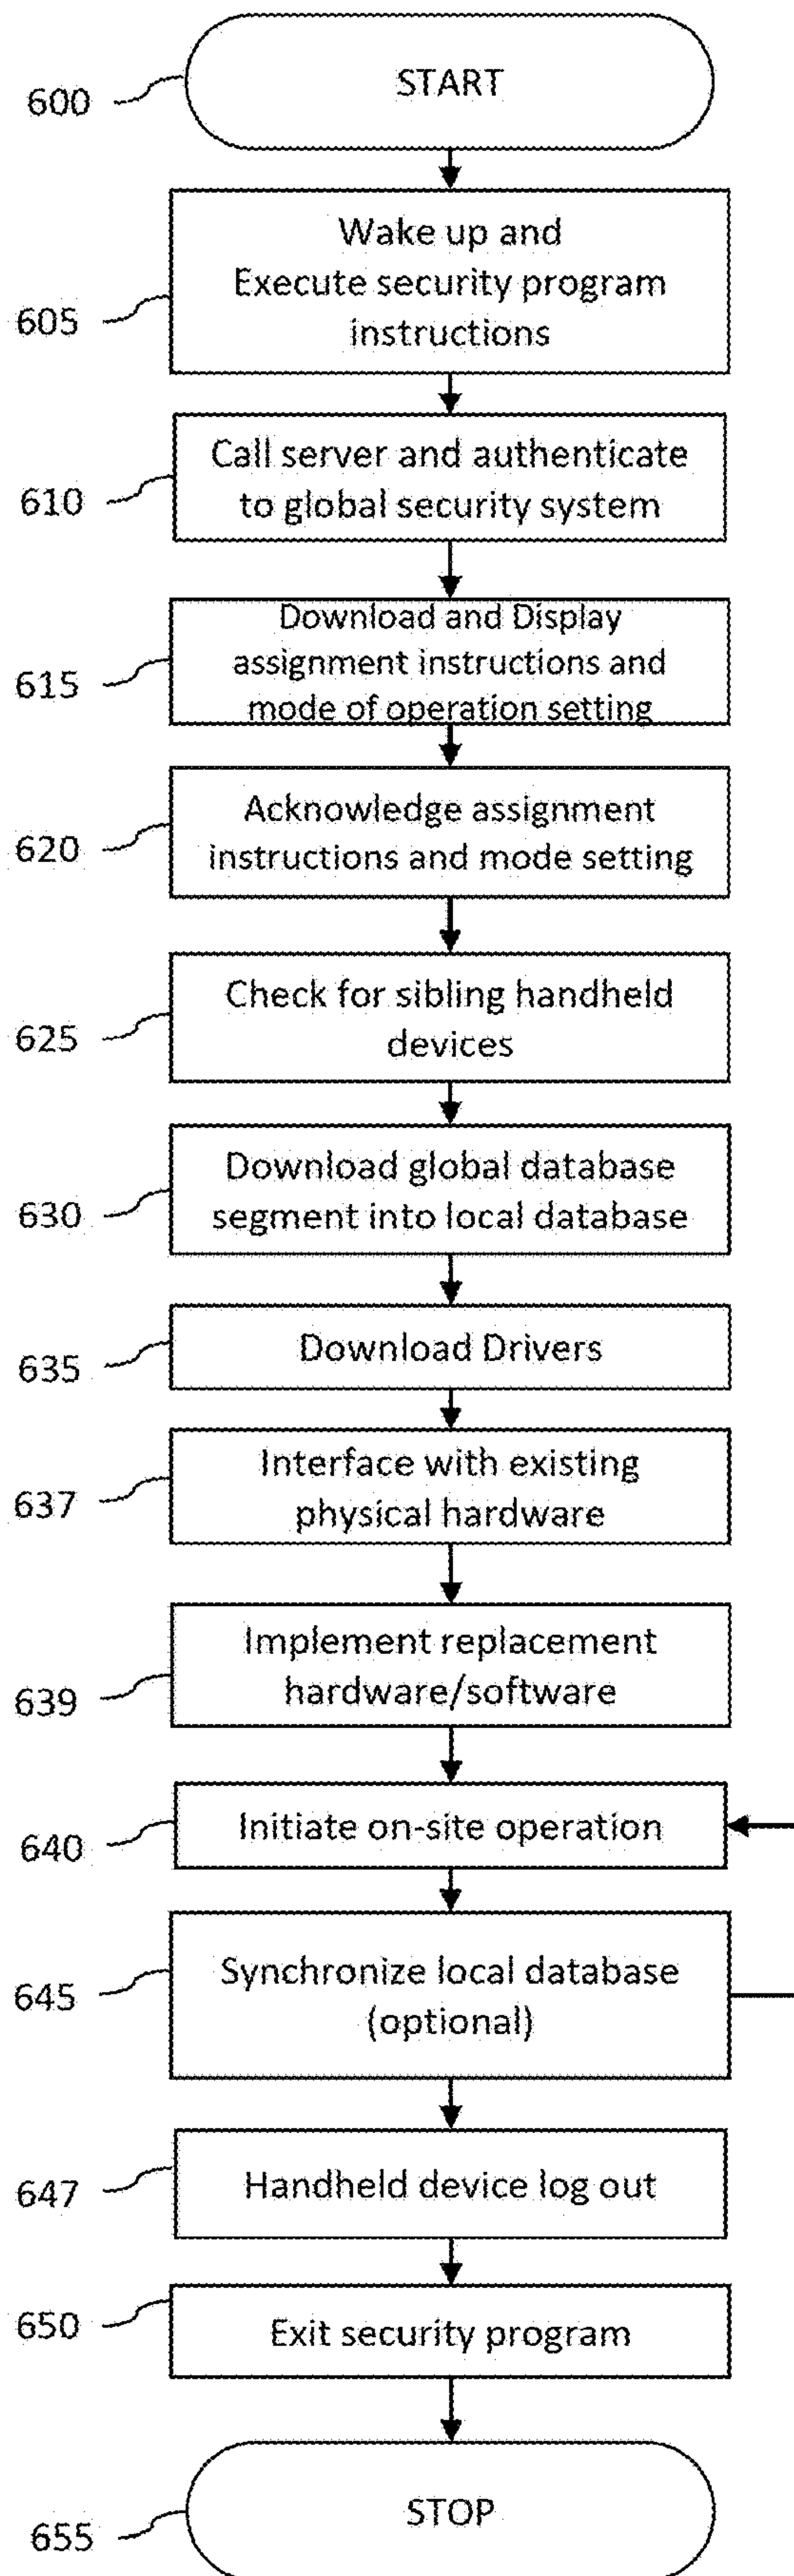 START
600
Wake up and
Execute security program
instructions
605
Call server and authenticate
to global security system
610
Download and Display
assignment instructions and
mode of operation setting
615
Acknowledge assignment
instructions and mode setting
620
Check for sibling handheld
devices
625
Download global database
segment into local database
630
Download Drivers
635
Interface with existing
physical hardware
637
Implement replacement
hardware/software
639
Initiate on-site operation
640
Synchronize local database
(optional)
645
Handheld device log out
647
Exit security program
650
STOP
655